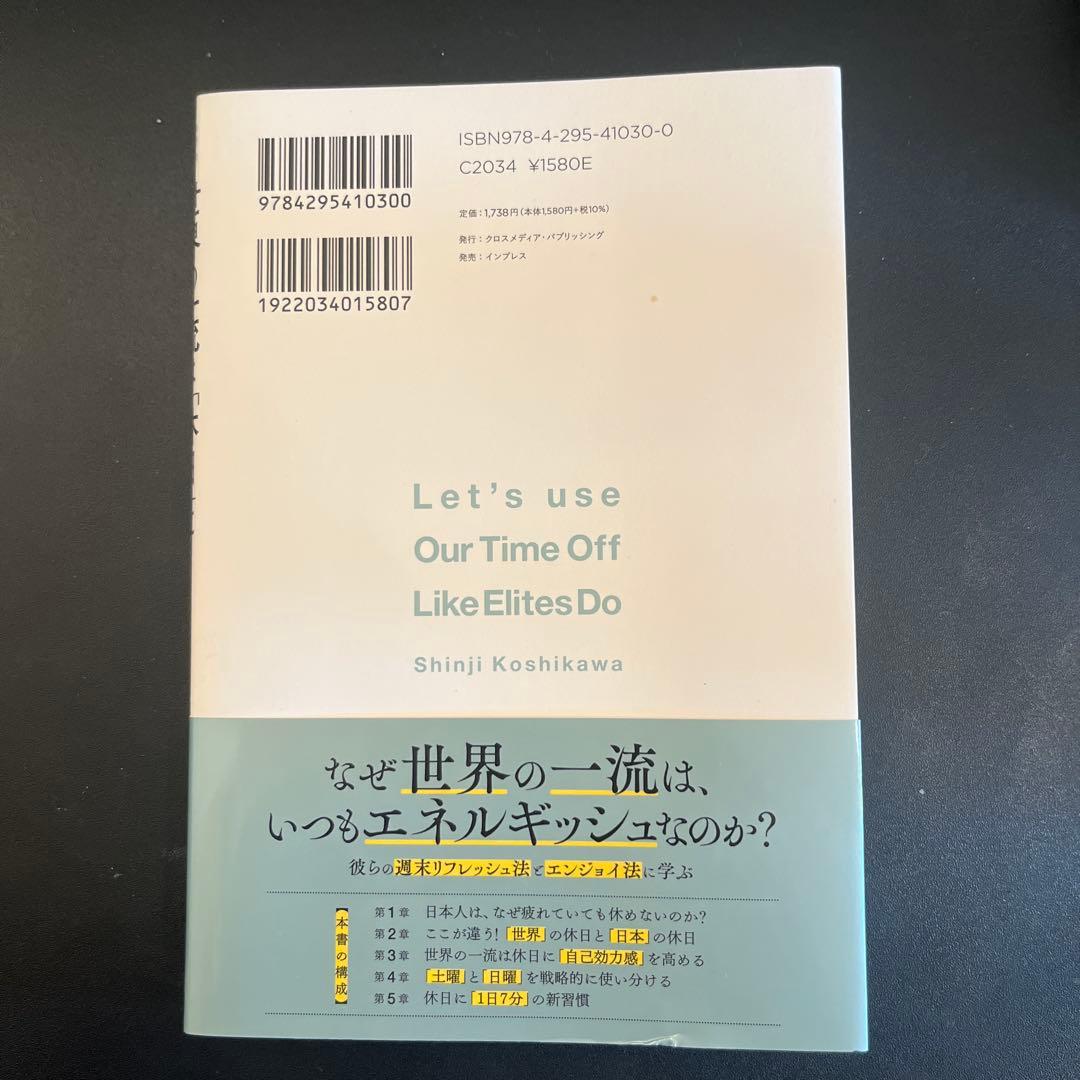 ISBN978-4-295-41030-0
C2034 ¥1580E
9784295410300
定価：1,738円（本体1,580円+税10%）
発行：クロスメディア・パブリッシング
発売：インプレス
1922034015807
Let's use
Our Time Off
Like Elites Do
Shinji Koshikawa
なぜ世界の一流は、
いつもエネルギッシュなのか？
彼らの週末リフレッシュ法とエンジョイ法に学ぶ
【本書の構成】
第1章 日本人は、なぜ疲れていても休めないのか？
第2章 ここが違う！「世界」の休日と「日本」の休日
第3章 世界の一流は休日に「自己効力感」を高める
第4章 「土曜」と「日曜」を戦略的に使い分ける
第5章 休日に「1日7分」の新習慣